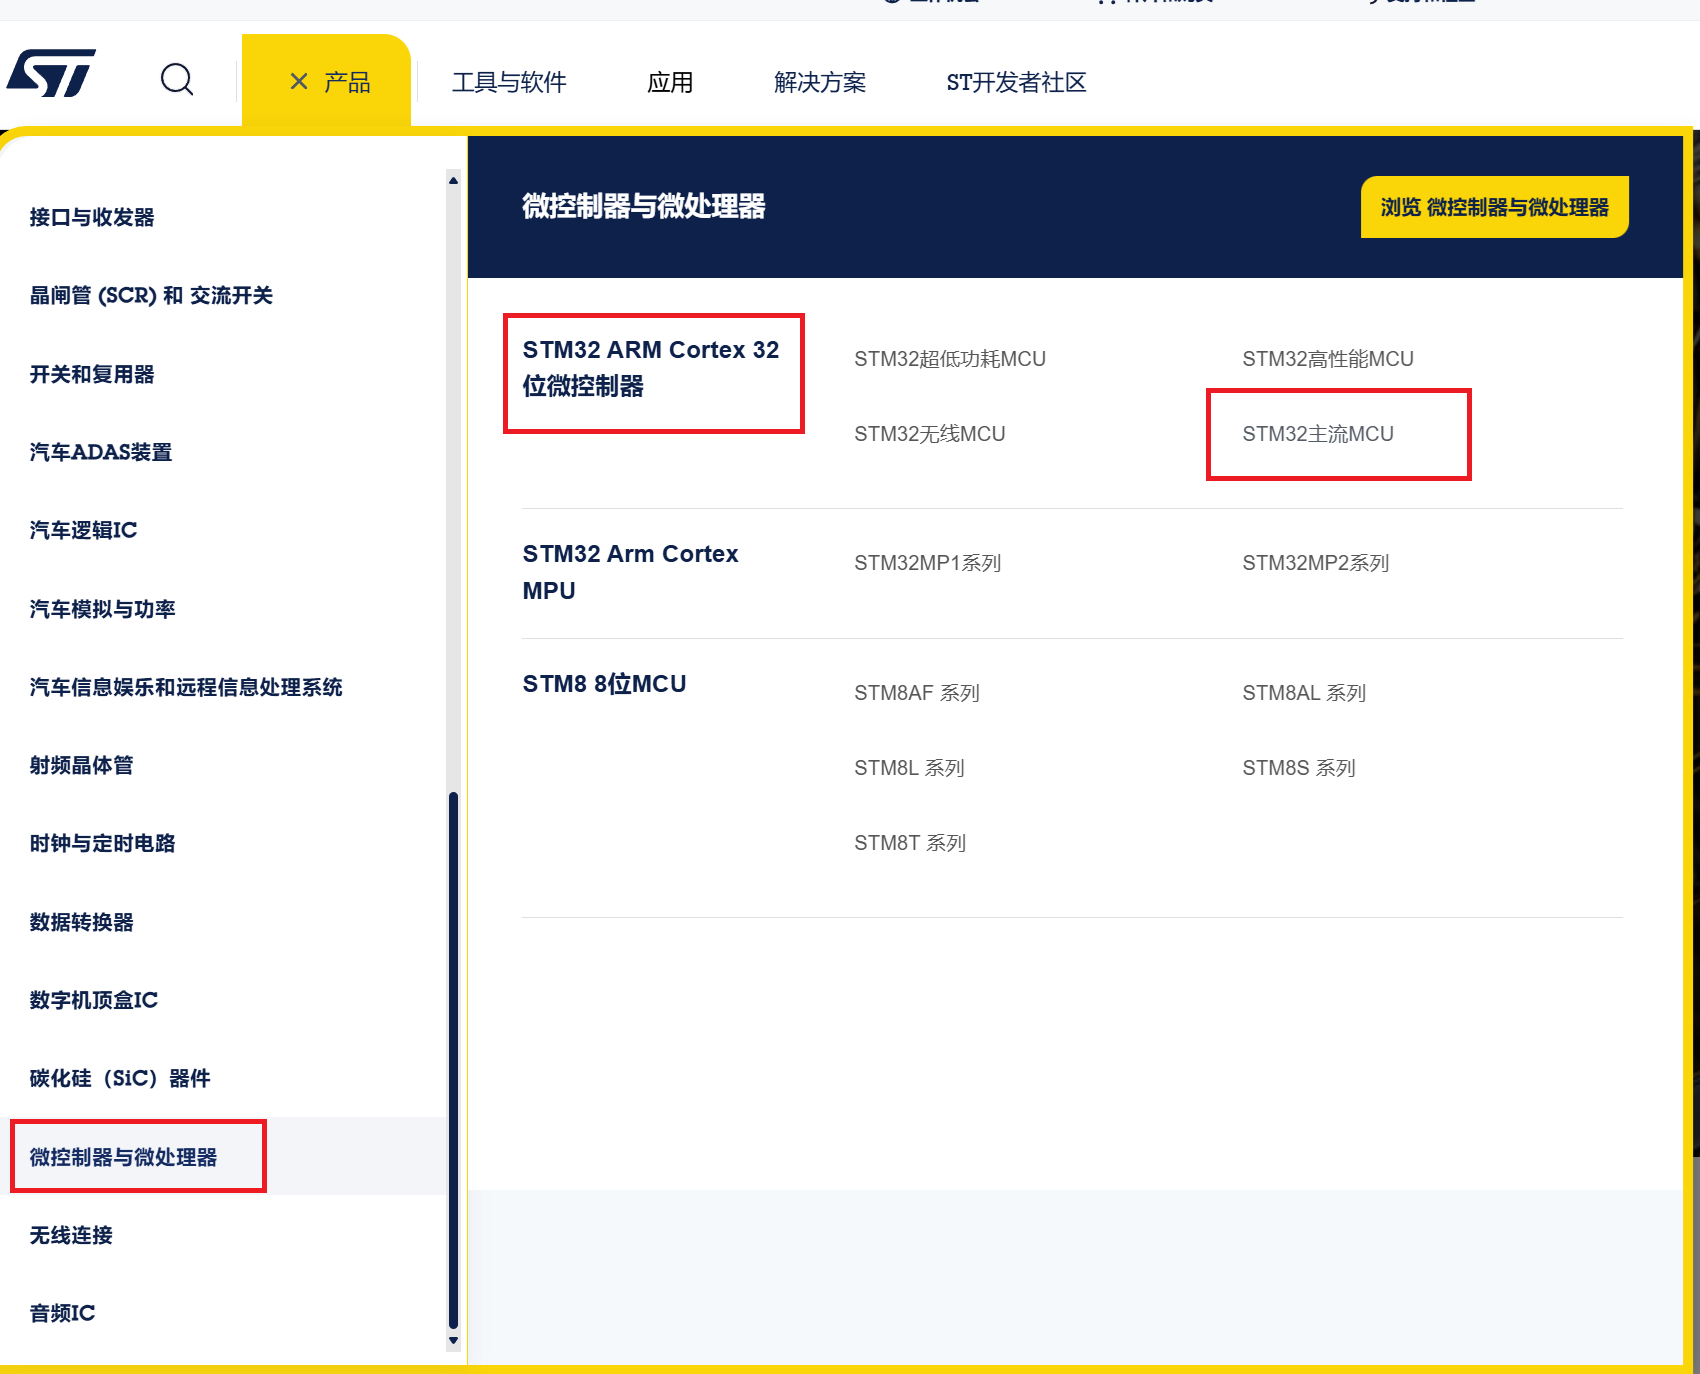 ST
产品
工具与软件
应用
解决方案
ST开发者社区
接口与收发器
晶闸管 (SCR) 和 交流开关
开关和复用器
汽车ADAS装置
汽车逻辑IC
汽车模拟与功率
汽车信息娱乐和远程信息处理系统
射频晶体管
时钟与定时电路
数据转换器
数字机顶盒IC
碳化硅（SiC）器件
微控制器与微处理器
无线连接
音频IC
微控制器与微处理器
浏览 微控制器与微处理器
STM32 ARM Cortex 32
位微控制器
STM32超低功耗MCU
STM32高性能MCU
STM32无线MCU
STM32主流MCU
STM32 Arm Cortex
MPU
STM32MP1系列
STM32MP2系列
STM8 8位MCU
STM8AF 系列
STM8AL 系列
STM8L 系列
STM8S 系列
STM8T 系列